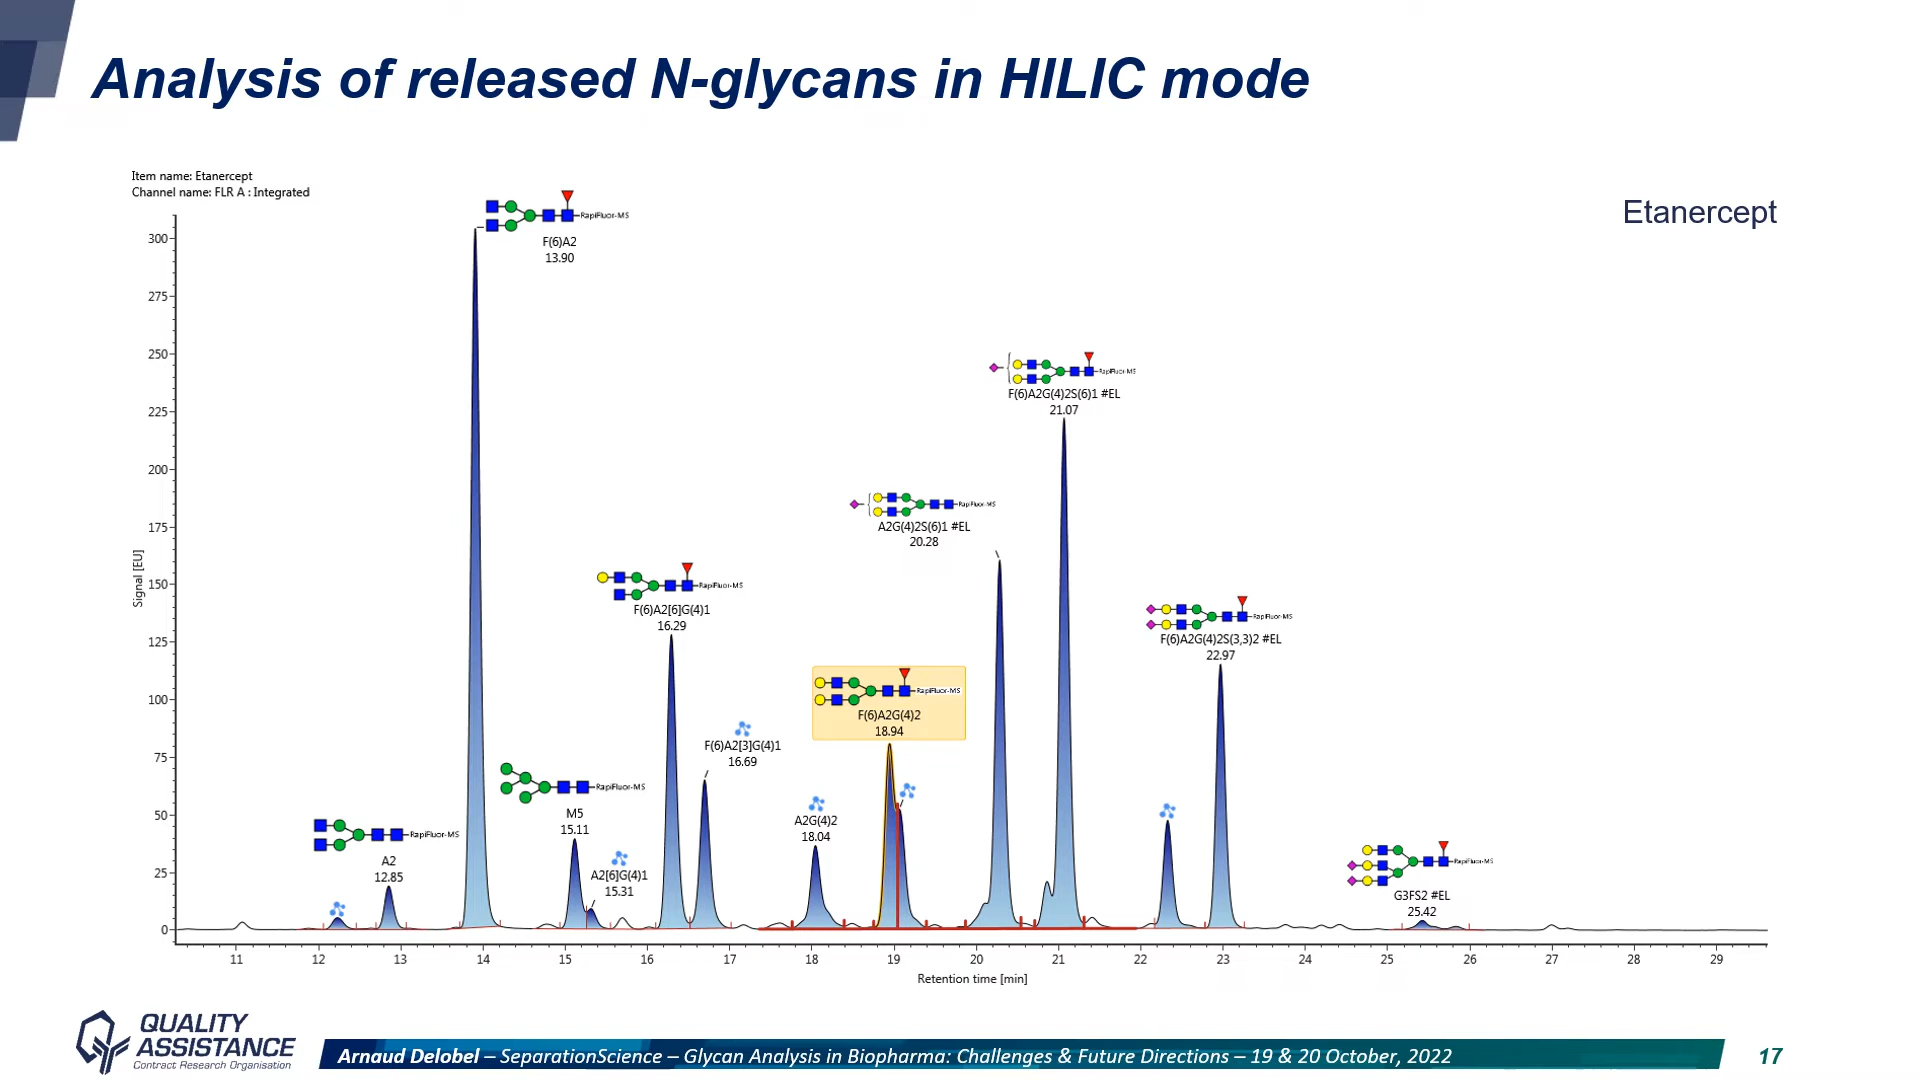 Analysis of released N-glycans in HILIC mode
Item name: Etanercept
Channel name: FLR A : Integrated
Etanercept
RapiFluor-MS
F(6)A2
13.90
RapiFluor-MS
F(6)A2G(4)2S(6)1 #EL
21.07
RapiFluor-MS
A2G(4)2S(6)1 #EL
20.28
RapiFluor-MS
F(6)A2[6]G(4)1
16.29
RapiFluor-MS
F(6)A2G(4)2S(3,3)2 #EL
22.97
RapiFluor-MS
F(6)A2G(4)2
18.94
F(6)A2[3]G(4)1
16.69
RapiFluor-MS
M5
15.11
A2G(4)2
18.04
RapiFluor-MS
A2
12.85
A2[6]G(4)1
15.31
RapiFluor-MS
G3FS2 #EL
25.42
Signal [EU]
300
275
250
225
200
175
150
125
100
75
50
25
0
11 12 13 14 15 16 17 18 19 20 21 22 23 24 25 26 27 28 29
Retention time [min]
QUALITY
ASSISTANCE
Contract Research Organisation
Arnaud Delobel – SeparationScience – Glycan Analysis in Biopharma: Challenges & Future Directions – 19 & 20 October, 2022
17